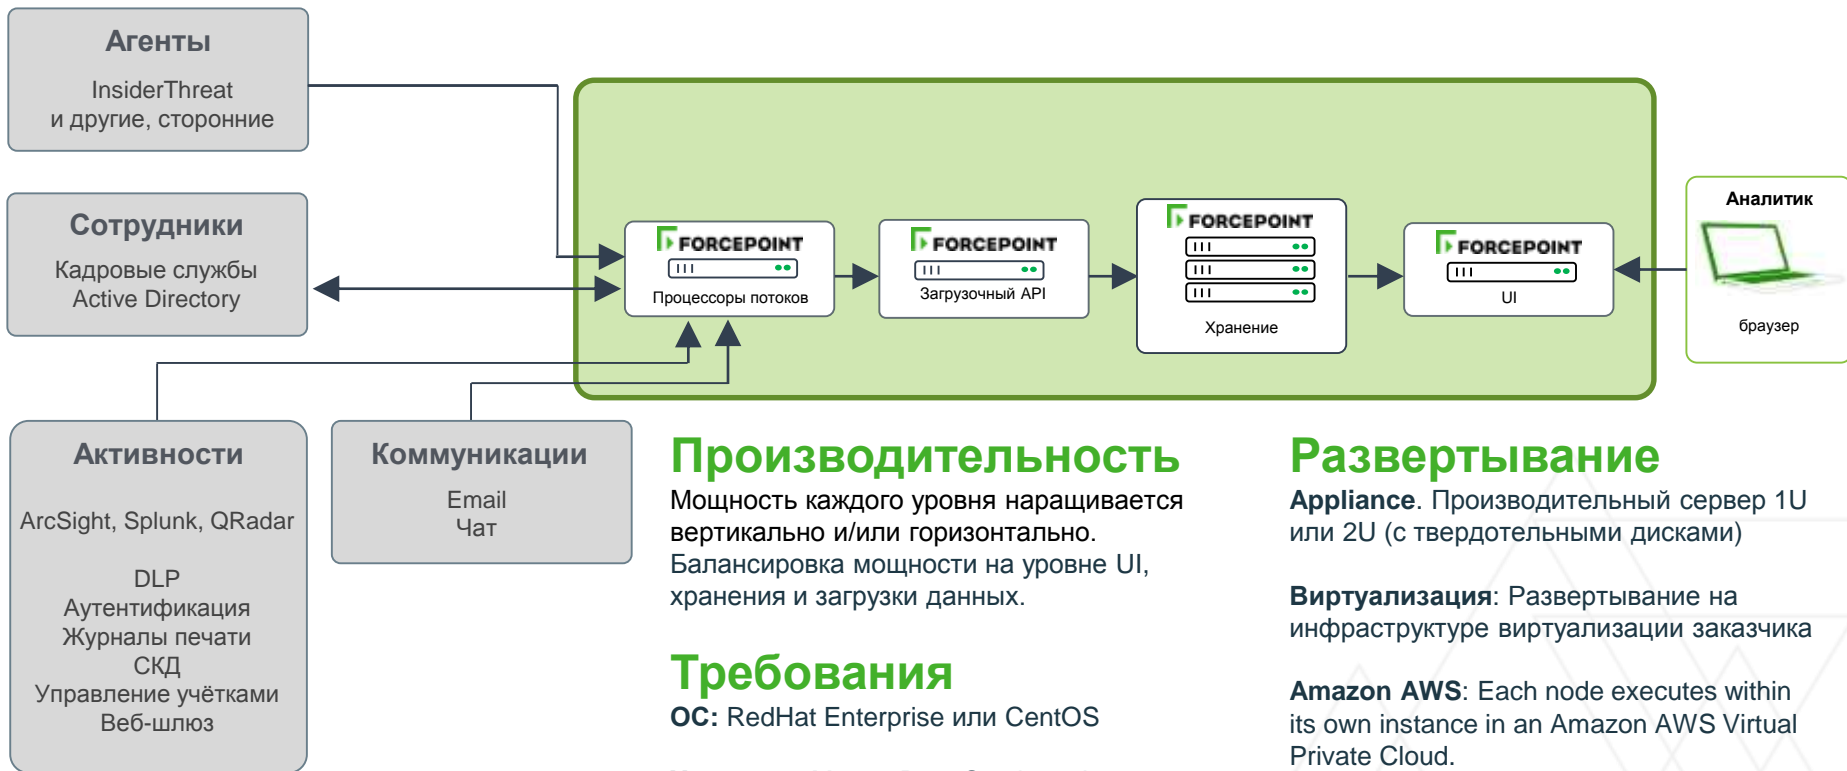 Агенты
InsiderThreat
и другие, сторонние
Сотрудники
Кадровые службы
Active Directory
FORCEPOINT
Процессоры потоков
FORCEPOINT
Загрузочный API
FORCEPOINT
Хранение
FORCEPOINT
UI
Аналитик
браузер
Активности
ArcSight, Splunk, QRadar
DLP
Аутентификация
Журналы печати
СКД
Управление учётками
Веб-шлюз
Коммуникации
Email
Чат
Производительность
Мощность каждого уровня наращивается
вертикально и/или горизонтально.
Балансировка мощности на уровне UI,
хранения и загрузки данных.
Требования
ОС: RedHat Enterprise или CentOS
Развертывание
Appliance. Производительный сервер 1U
или 2U (с твердотельными дисками)
Виртуализация: Развертывание на
инфраструктуре виртуализации заказчика
Amazon AWS: Each node executes within
its own instance in an Amazon AWS Virtual
Private Cloud.